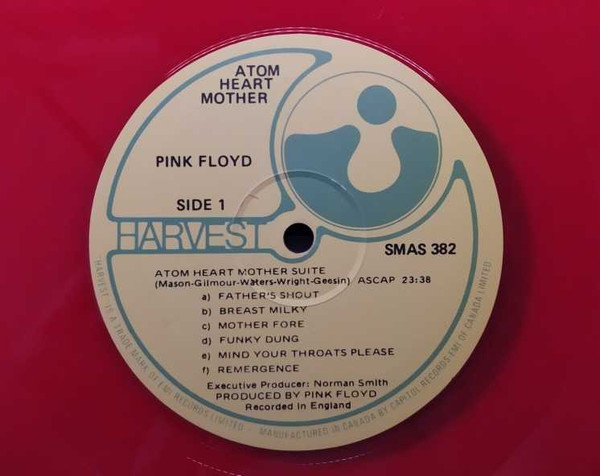 ATOM
HEART
MOTHER
PINK FLOYD
SIDE 1
HARVEST
SMAS 382
ATOM HEART MOTHER SUITE
(Mason-Gilmour-Waters-Wright-Geesin) ASCAP 23:38
a) FATHER'S SHOUT
b) BREAST MILKY
c) MOTHER FORE
d) FUNKY DUNG
e) MIND YOUR THROATS PLEASE
f) REMERGENCE
Executive Producer: Norman Smith
PRODUCED BY PINK FLOYD
Recorded in England
HARVEST IS A TRADE MARK OF EMI RECORDS LIMITED — MANUFACTURED IN CANADA BY CAPITOL RECORDS-EMI OF CANADA LIMITED